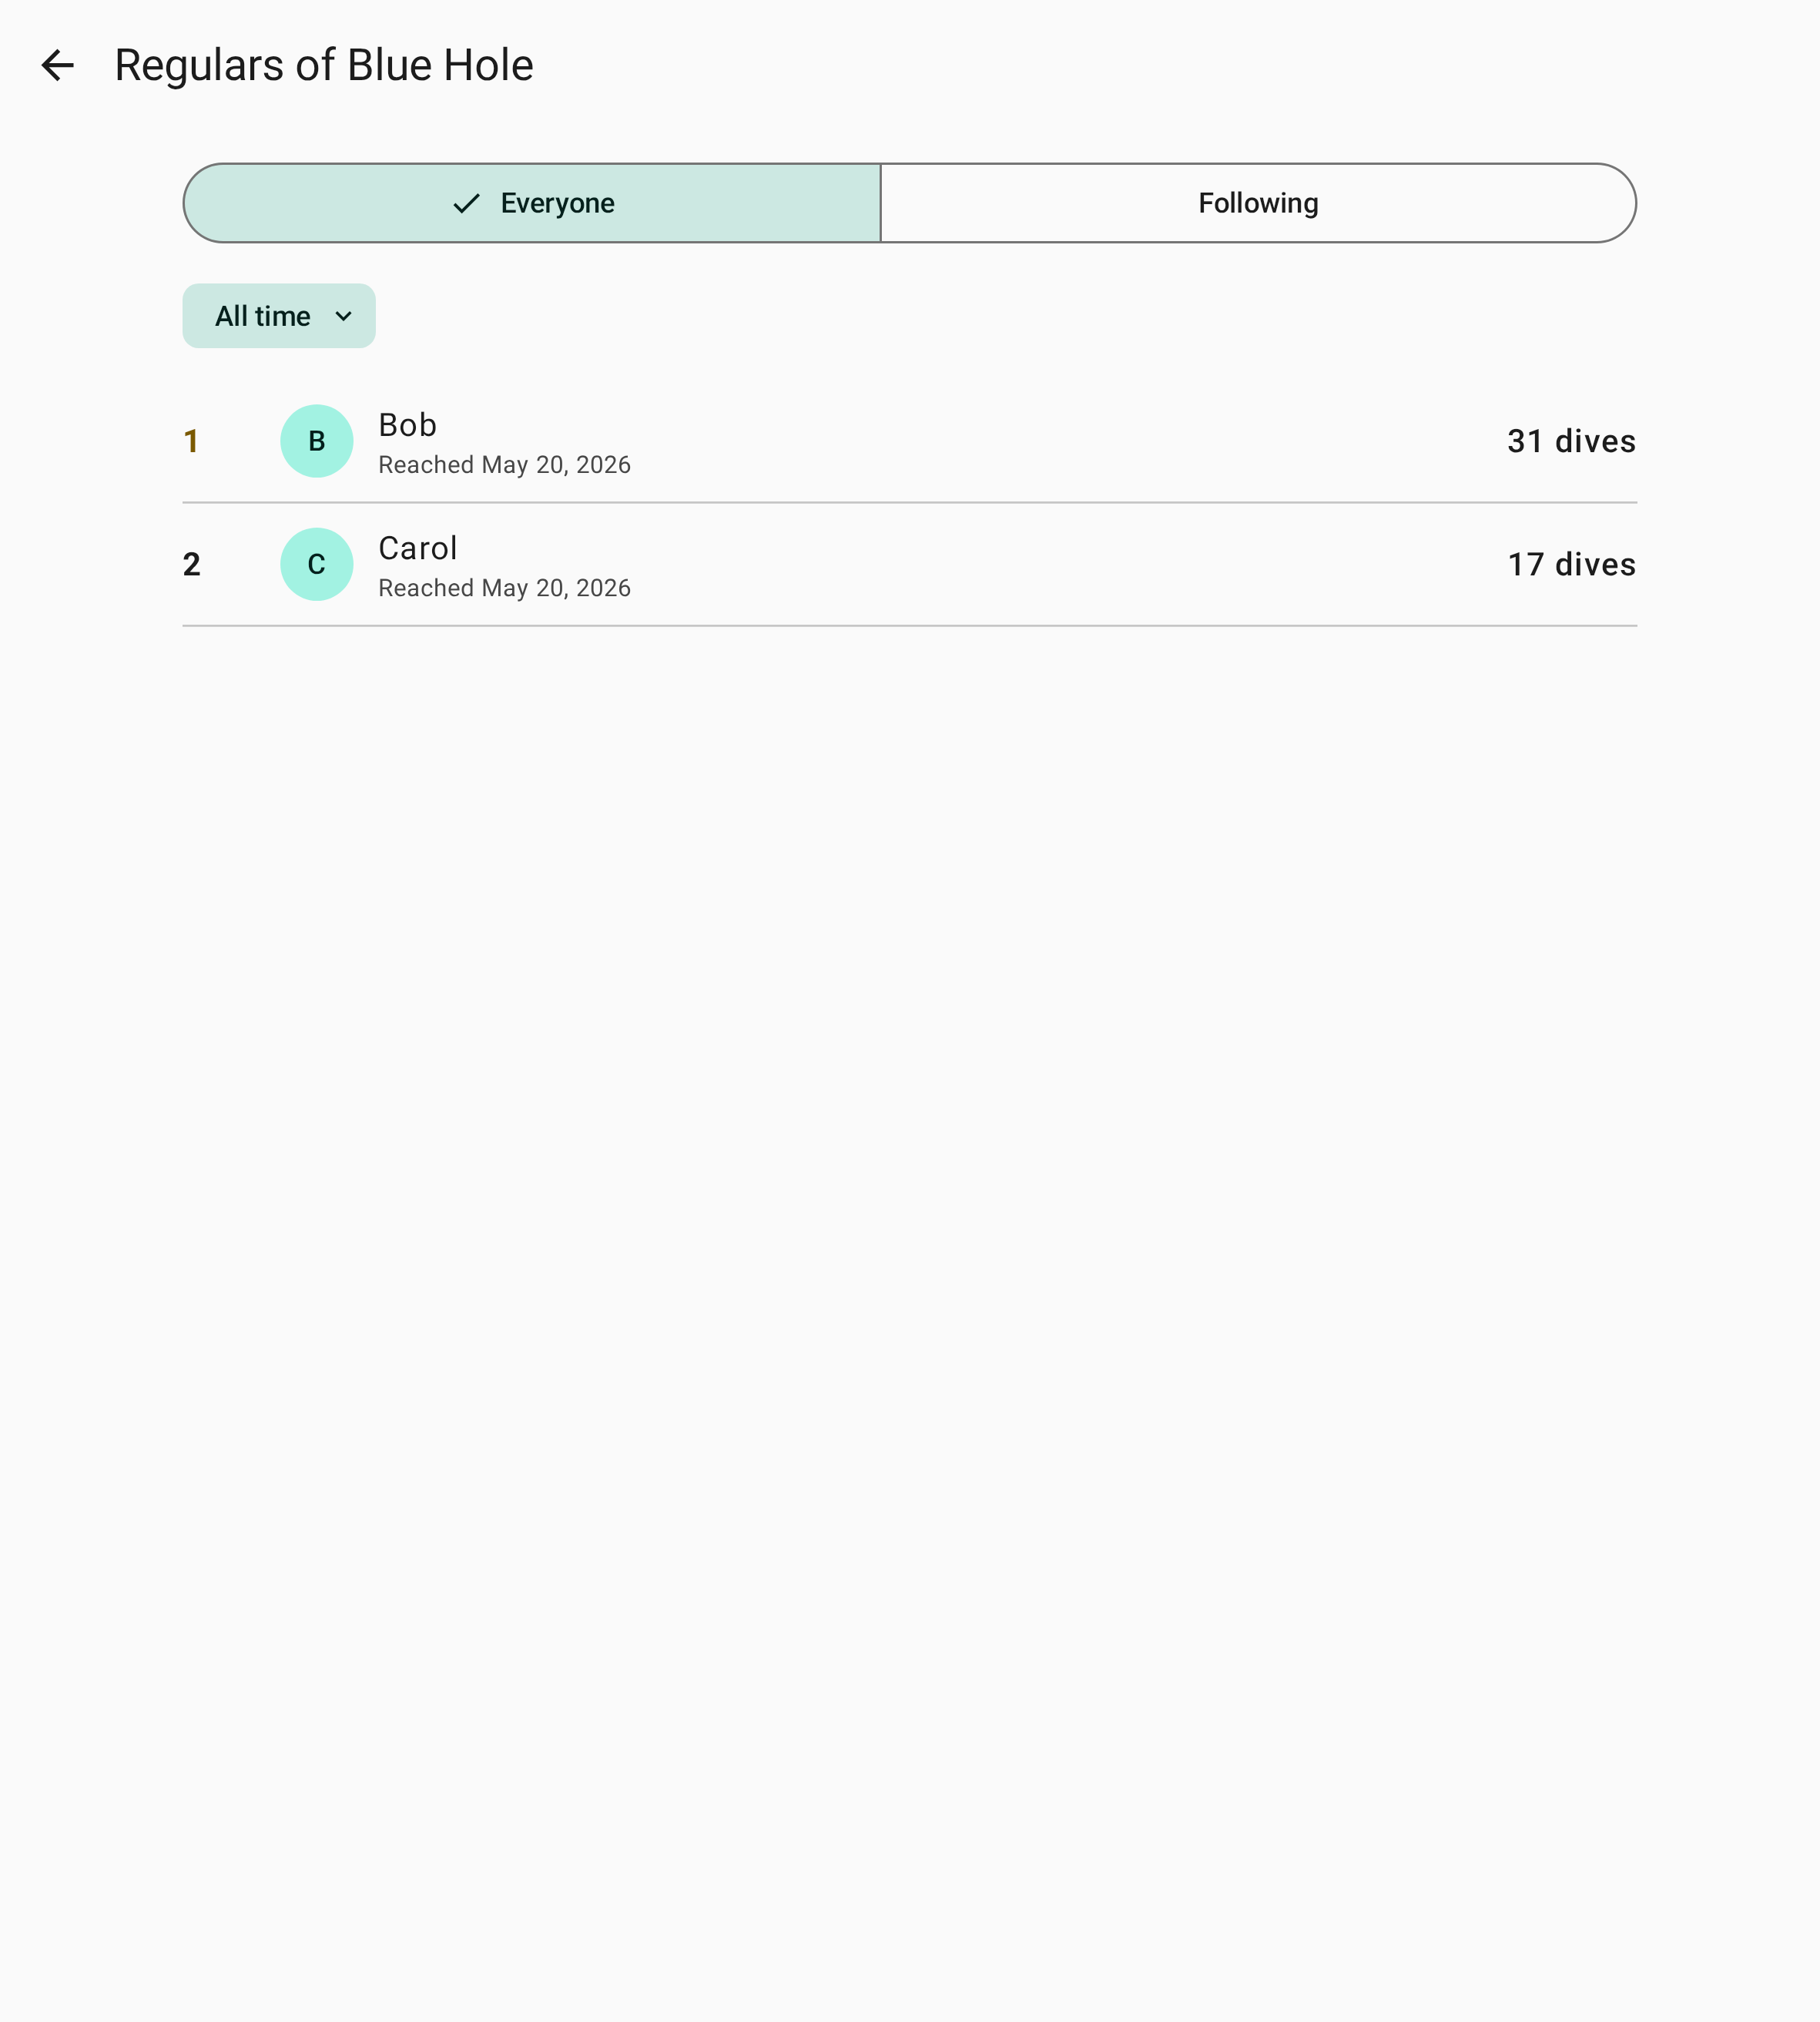 Regulars of Blue Hole
Everyone
Following
All time
1
B
Bob
Reached May 20, 2026
31 dives
2
C
Carol
Reached May 20, 2026
17 dives